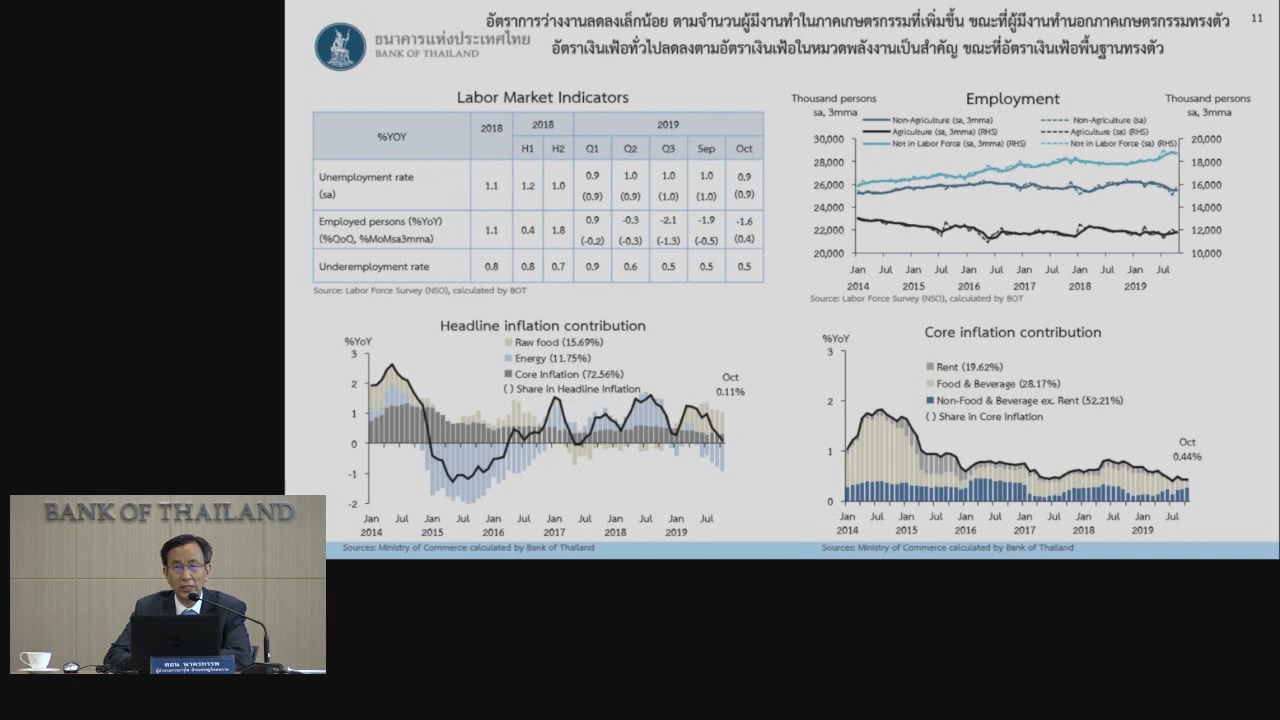 ธนาคารแห่งประเทศไทย
BANK OF THAILAND
อัตราการว่างงานลดลงเล็กน้อย ตามจำนวนผู้มีงานทำในภาคเกษตรกรรมที่เพิ่มขึ้น ขณะที่ผู้มีงานทำนอกภาคเกษตรกรรมทรงตัว
อัตราเงินเฟ้อทั่วไปลดลงตามอัตราเงินเฟ้อในหมวดพลังงานเป็นสำคัญ ขณะที่อัตราเงินเฟ้อพื้นฐานทรงตัว
11
Labor Market Indicators
%YOY 2018 2018 2019
H1 H2 Q1 Q2 Q3 Sep Oct
Unemployment rate 1.1 1.2 1.0 0.9 1.0 1.0 1.0 0.9
(sa) (0.9) (0.9) (1.0) (1.0) (0.9)
Employed persons (%YoY) 1.1 0.4 1.8 0.9 -0.3 -2.1 -1.9 -1.6
(%QoQ, %MoMsa3mma) (-0.2) (-0.3) (-1.3) (-0.5) (0.4)
Underemployment rate 0.8 0.8 0.7 0.9 0.6 0.5 0.5 0.5
Source: Labor Force Survey (NSO), calculated by BOT
Employment
Thousand persons
sa, 3mma
Thousand persons
sa, 3mma
Non-Agriculture (sa, 3mma) Non-Agriculture (sa)
Agriculture (sa, 3mma) (RHS) Agriculture (sa) (RHS)
Not in Labor Force (sa, 3mma) (RHS) Not in Labor Force (sa) (RHS)
30,000 20,000
28,000 18,000
26,000 16,000
24,000 14,000
22,000 12,000
20,000 10,000
Jan Jul Jan Jul Jan Jul Jan Jul Jan Jul Jan Jul
2014 2015 2016 2017 2018 2019
Source: Labor Force Survey (NSO), calculated by BOT
Headline inflation contribution
%YoY
Raw food (15.69%)
Energy (11.75%)
Core Inflation (72.56%)
( ) Share in Headline Inflation
Oct
0.11%
3
2
1
0
-1
-2
Jan Jul Jan Jul Jan Jul Jan Jul Jan Jul Jan Jul
2014 2015 2016 2017 2018 2019
Sources: Ministry of Commerce calculated by Bank of Thailand
Core inflation contribution
%YoY
Rent (19.62%)
Food & Beverage (28.17%)
Non-Food & Beverage ex. Rent (52.21%)
( ) Share in Core Inflation
Oct
0.44%
3
2
1
0
Jan Jul Jan Jul Jan Jul Jan Jul Jan Jul Jan Jul
2014 2015 2016 2017 2018 2019
Sources: Ministry of Commerce calculated by Bank of Thailand
BANK OF THAILAND
ดอน นาครทรรพ